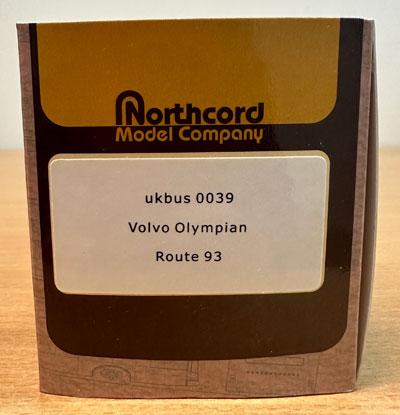 Northcord
Model Company
ukbus 0039
Volvo Olympian
Route 93